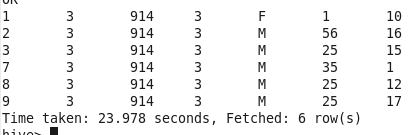 OK
1 3 914 3 F 1 10
2 3 914 3 M 56 16
3 3 914 3 M 25 15
7 3 914 3 M 35 1
8 3 914 3 M 25 12
9 3 914 3 M 25 17
Time taken: 23.978 seconds, Fetched: 6 row(s)
hive>